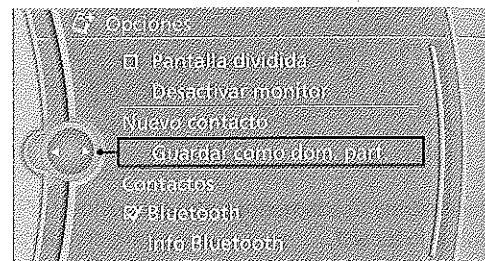 Opciones
Pantalla dividida
Desactivar monitor
Nuevo contacto
Guardar como dom. part.
Contactos
Bluetooth
Info Bluetooth